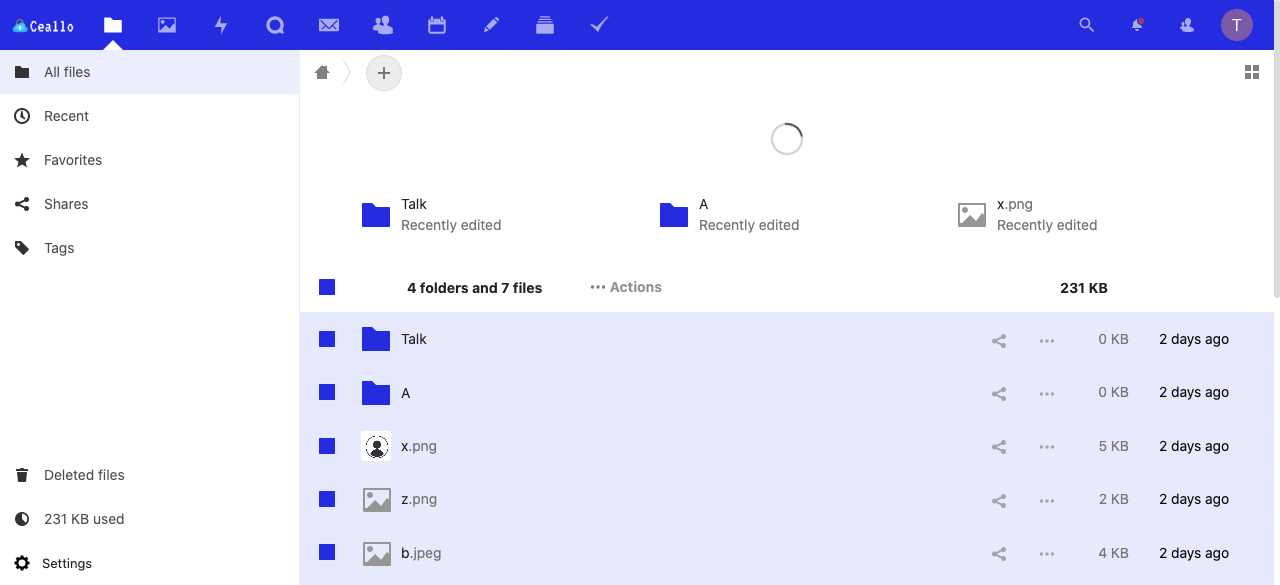 Ceallo
T
All files
Recent
Favorites
Shares
Tags
Deleted files
231 KB used
Settings
Talk
Recently edited
A
Recently edited
x.png
Recently edited
4 folders and 7 files
Actions
231 KB
Talk 0 KB 2 days ago
A 0 KB 2 days ago
x.png 5 KB 2 days ago
z.png 2 KB 2 days ago
b.jpeg 4 KB 2 days ago